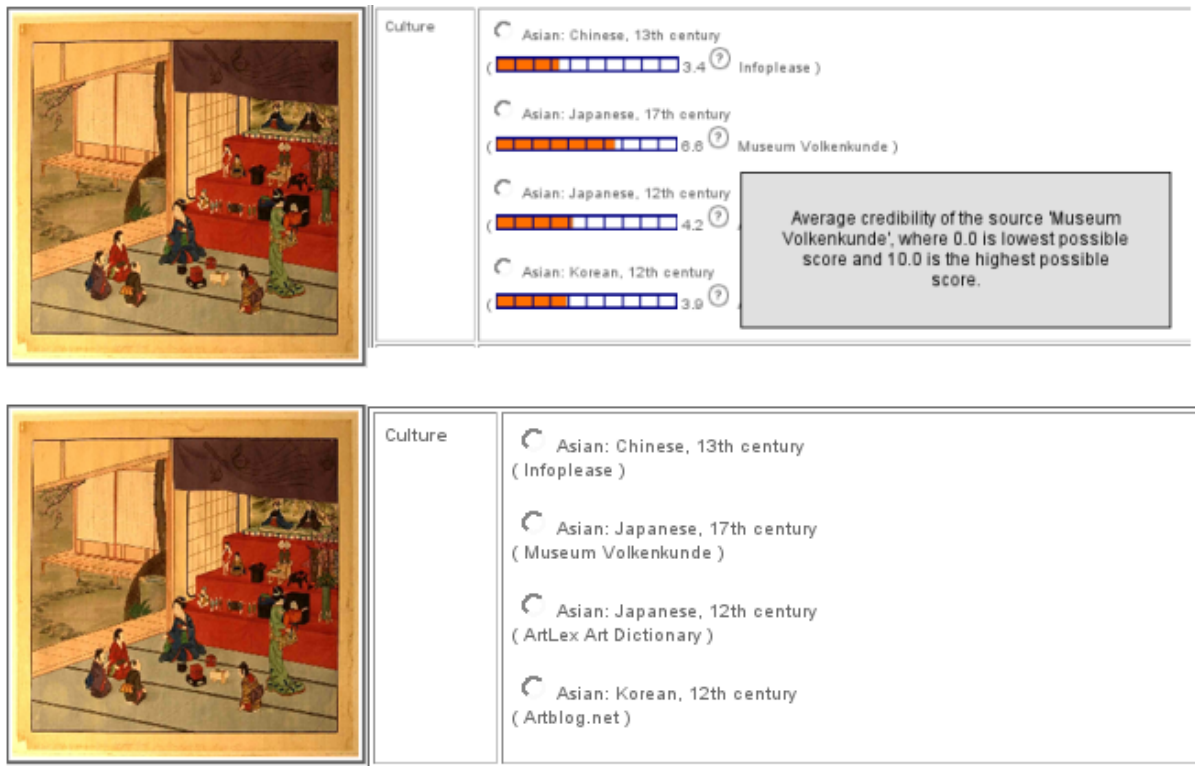 Culture
Asian: Chinese, 13th century
( 3.4 ? Infoplease )
Asian: Japanese, 17th century
( 6.6 ? Museum Volkenkunde )
Asian: Japanese, 12th century
( 4.2 ?
Asian: Korean, 12th century
( 3.9 ?
Average credibility of the source 'Museum
Volkenkunde', where 0.0 is lowest possible
score and 10.0 is the highest possible
score.
Culture
Asian: Chinese, 13th century
( Infoplease )
Asian: Japanese, 17th century
( Museum Volkenkunde )
Asian: Japanese, 12th century
( ArtLex Art Dictionary )
Asian: Korean, 12th century
( Artblog.net )